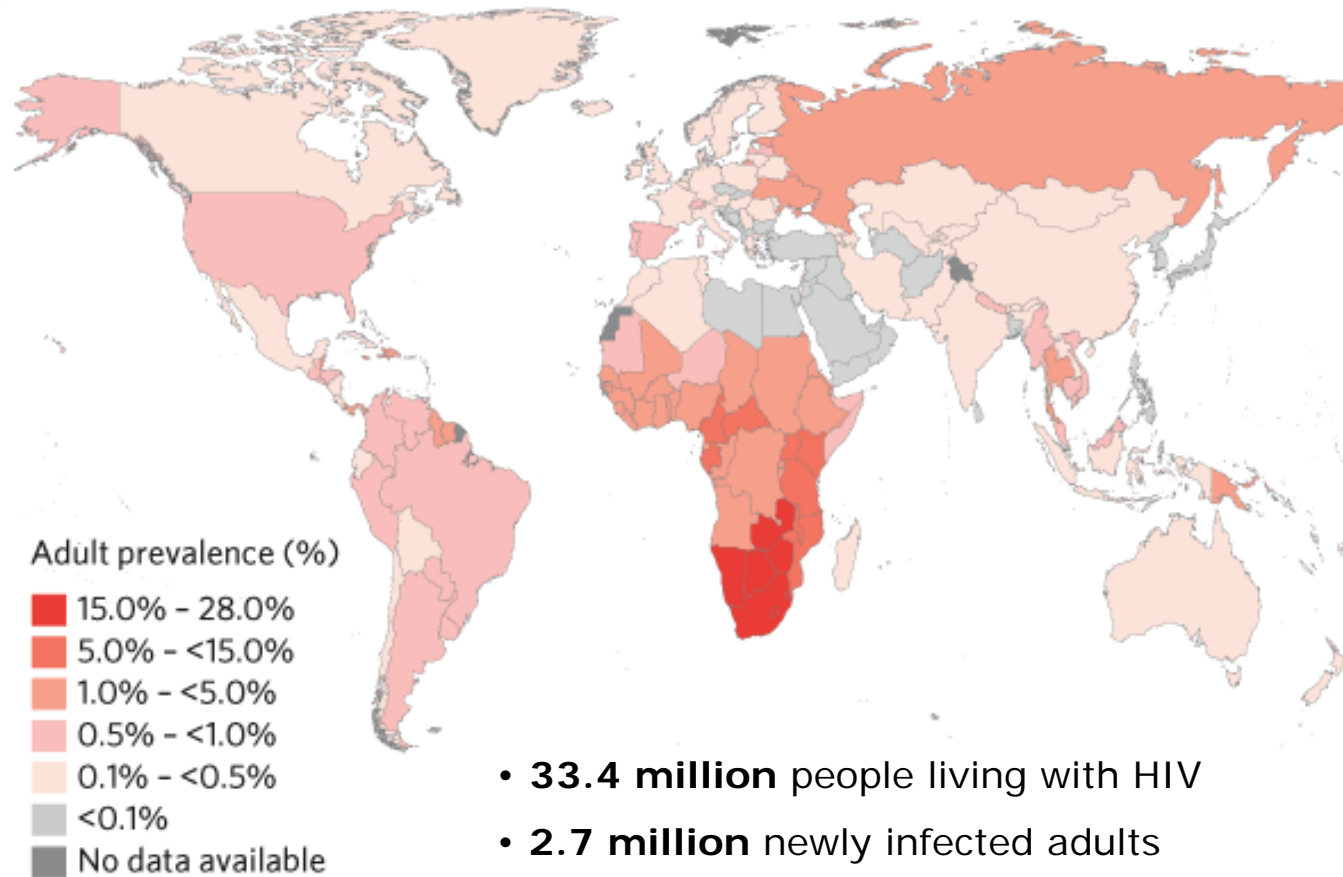 Adult prevalence (%)
15.0% – 28.0%
5.0% – <15.0%
1.0% – <5.0%
0.5% – <1.0%
0.1% – <0.5%
<0.1%
No data available
• 33.4 million people living with HIV
• 2.7 million newly infected adults